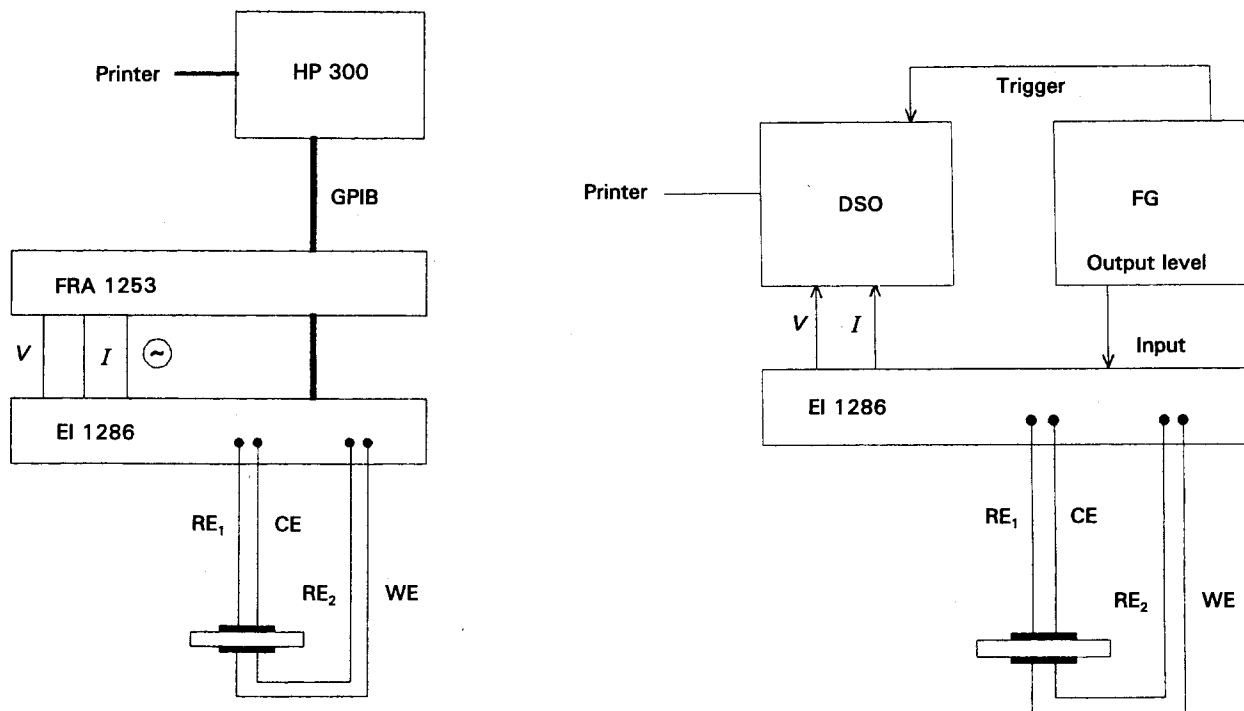 HP 300
Printer
GPIB
FRA 1253
V
I
~
EI 1286
RE₁
CE
RE₂
WE
Trigger
DSO
FG
Printer
Output level
V
I
Input
EI 1286
RE₁
CE
RE₂
WE